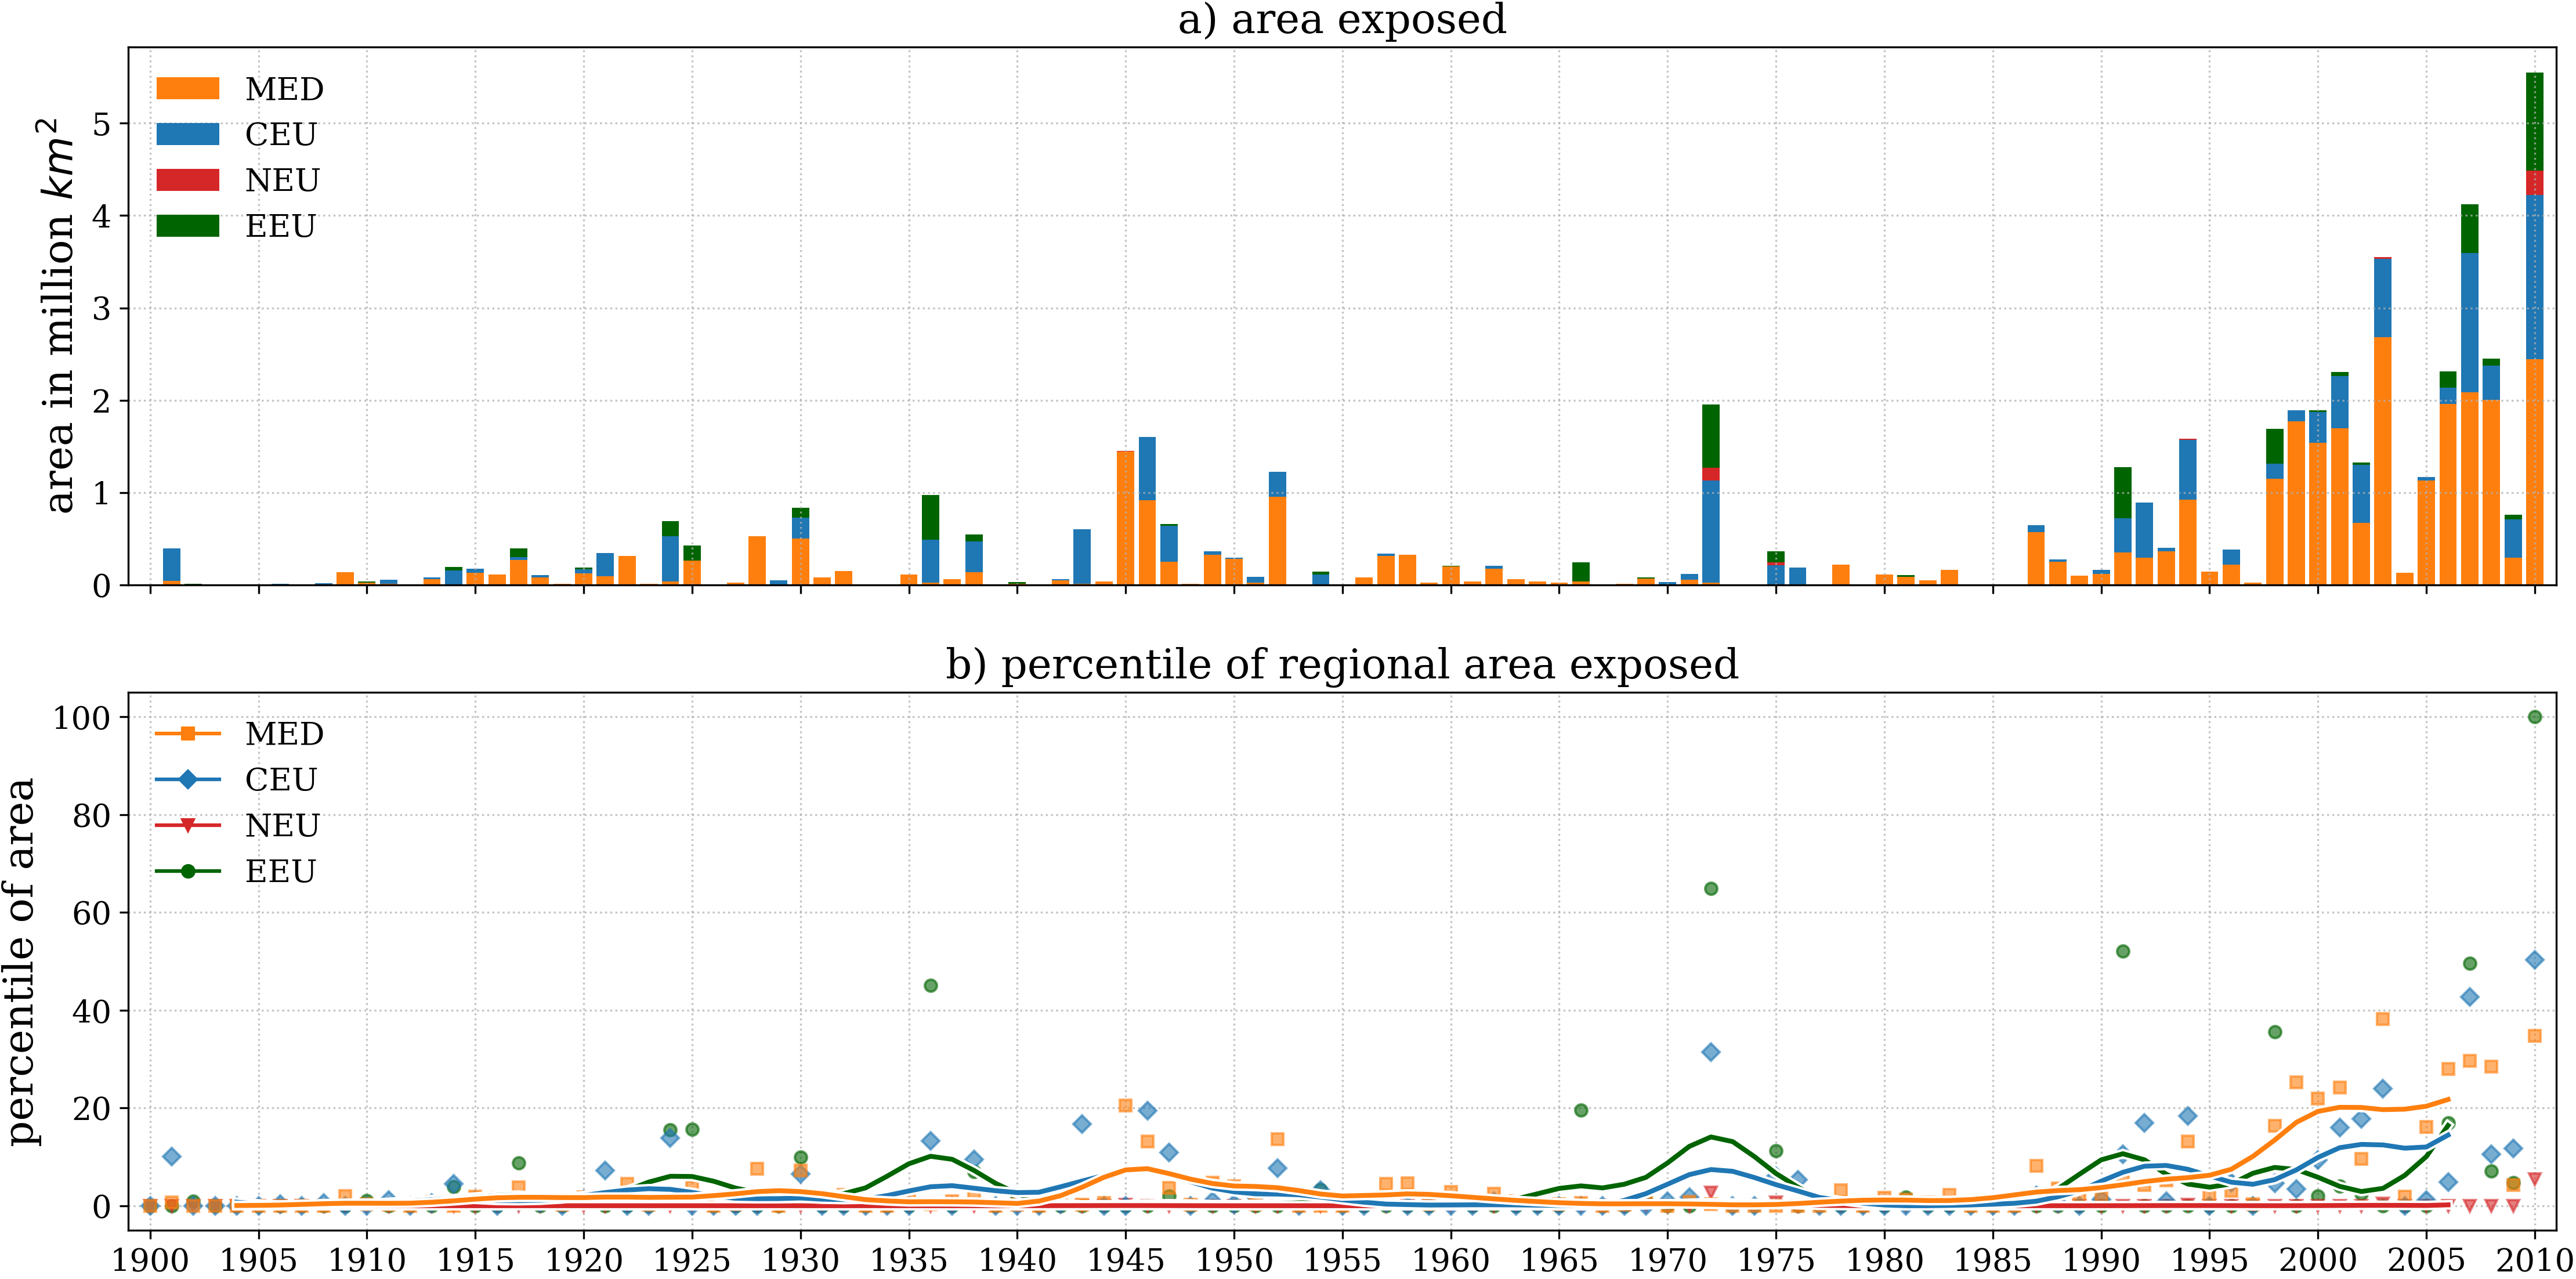 a) area exposed
area in million km²
5
4
3
2
1
0
MED
CEU
NEU
EEU
b) percentile of regional area exposed
percentile of area
100
80
60
40
20
0
MED
CEU
NEU
EEU
1900 1905 1910 1915 1920 1925 1930 1935 1940 1945 1950 1955 1960 1965 1970 1975 1980 1985 1990 1995 2000 2005 2010